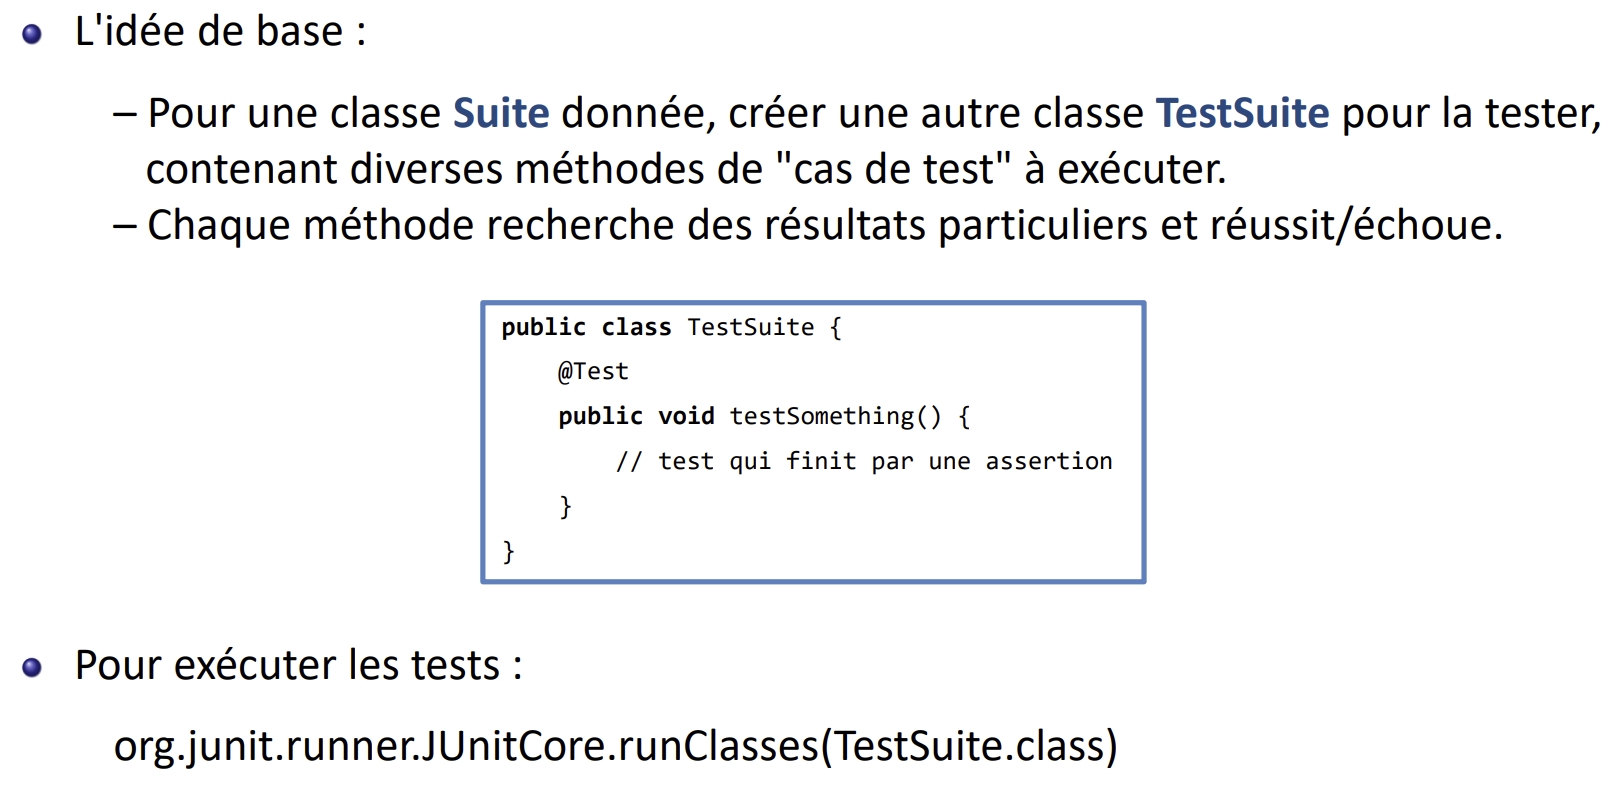 L'idée de base :
– Pour une classe Suite donnée, créer une autre classe TestSuite pour la tester,
contenant diverses méthodes de "cas de test" à exécuter.
– Chaque méthode recherche des résultats particuliers et réussit/échoue.
public class TestSuite {
@Test
public void testSomething() {
// test qui finit par une assertion
}
}
Pour exécuter les tests :
org.junit.runner.JUnitCore.runClasses(TestSuite.class)